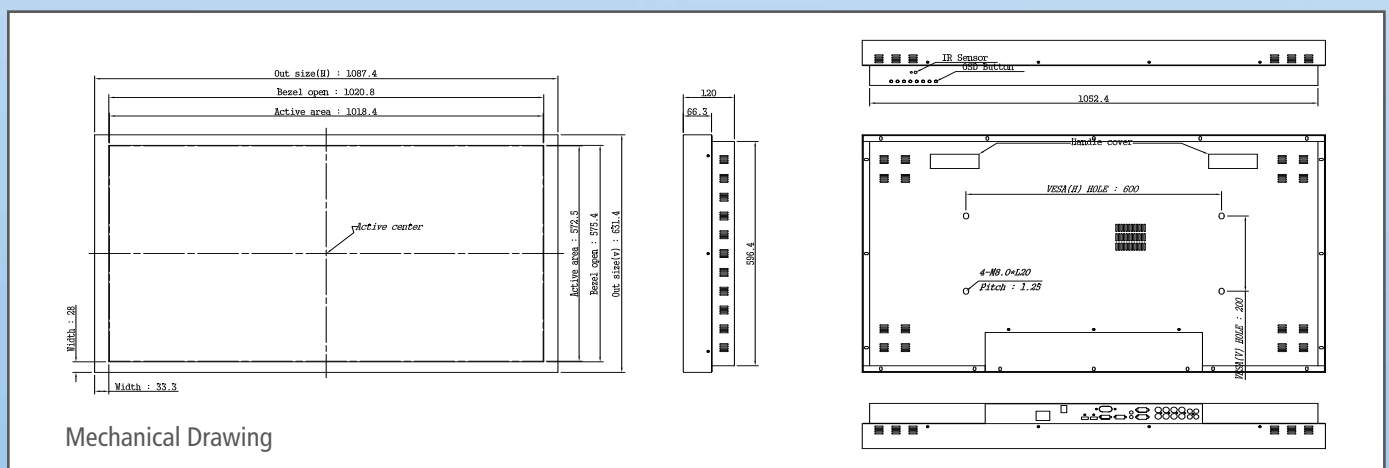 Out size(H) : 1087.4
Bezel open : 1020.8
Active area : 1018.4
Active center
Active area : 572.5
Bezel open : 575.4
Out size(v) : 631.4
Width : 28
Width : 33.3
120
66.3
596.4
IR Sensor
OSD Button
1052.4
Handle cover
VESA(H) HOLE : 600
4-M8.0*L20
Pitch : 1.25
VESA(V) HOLE : 200
Mechanical Drawing